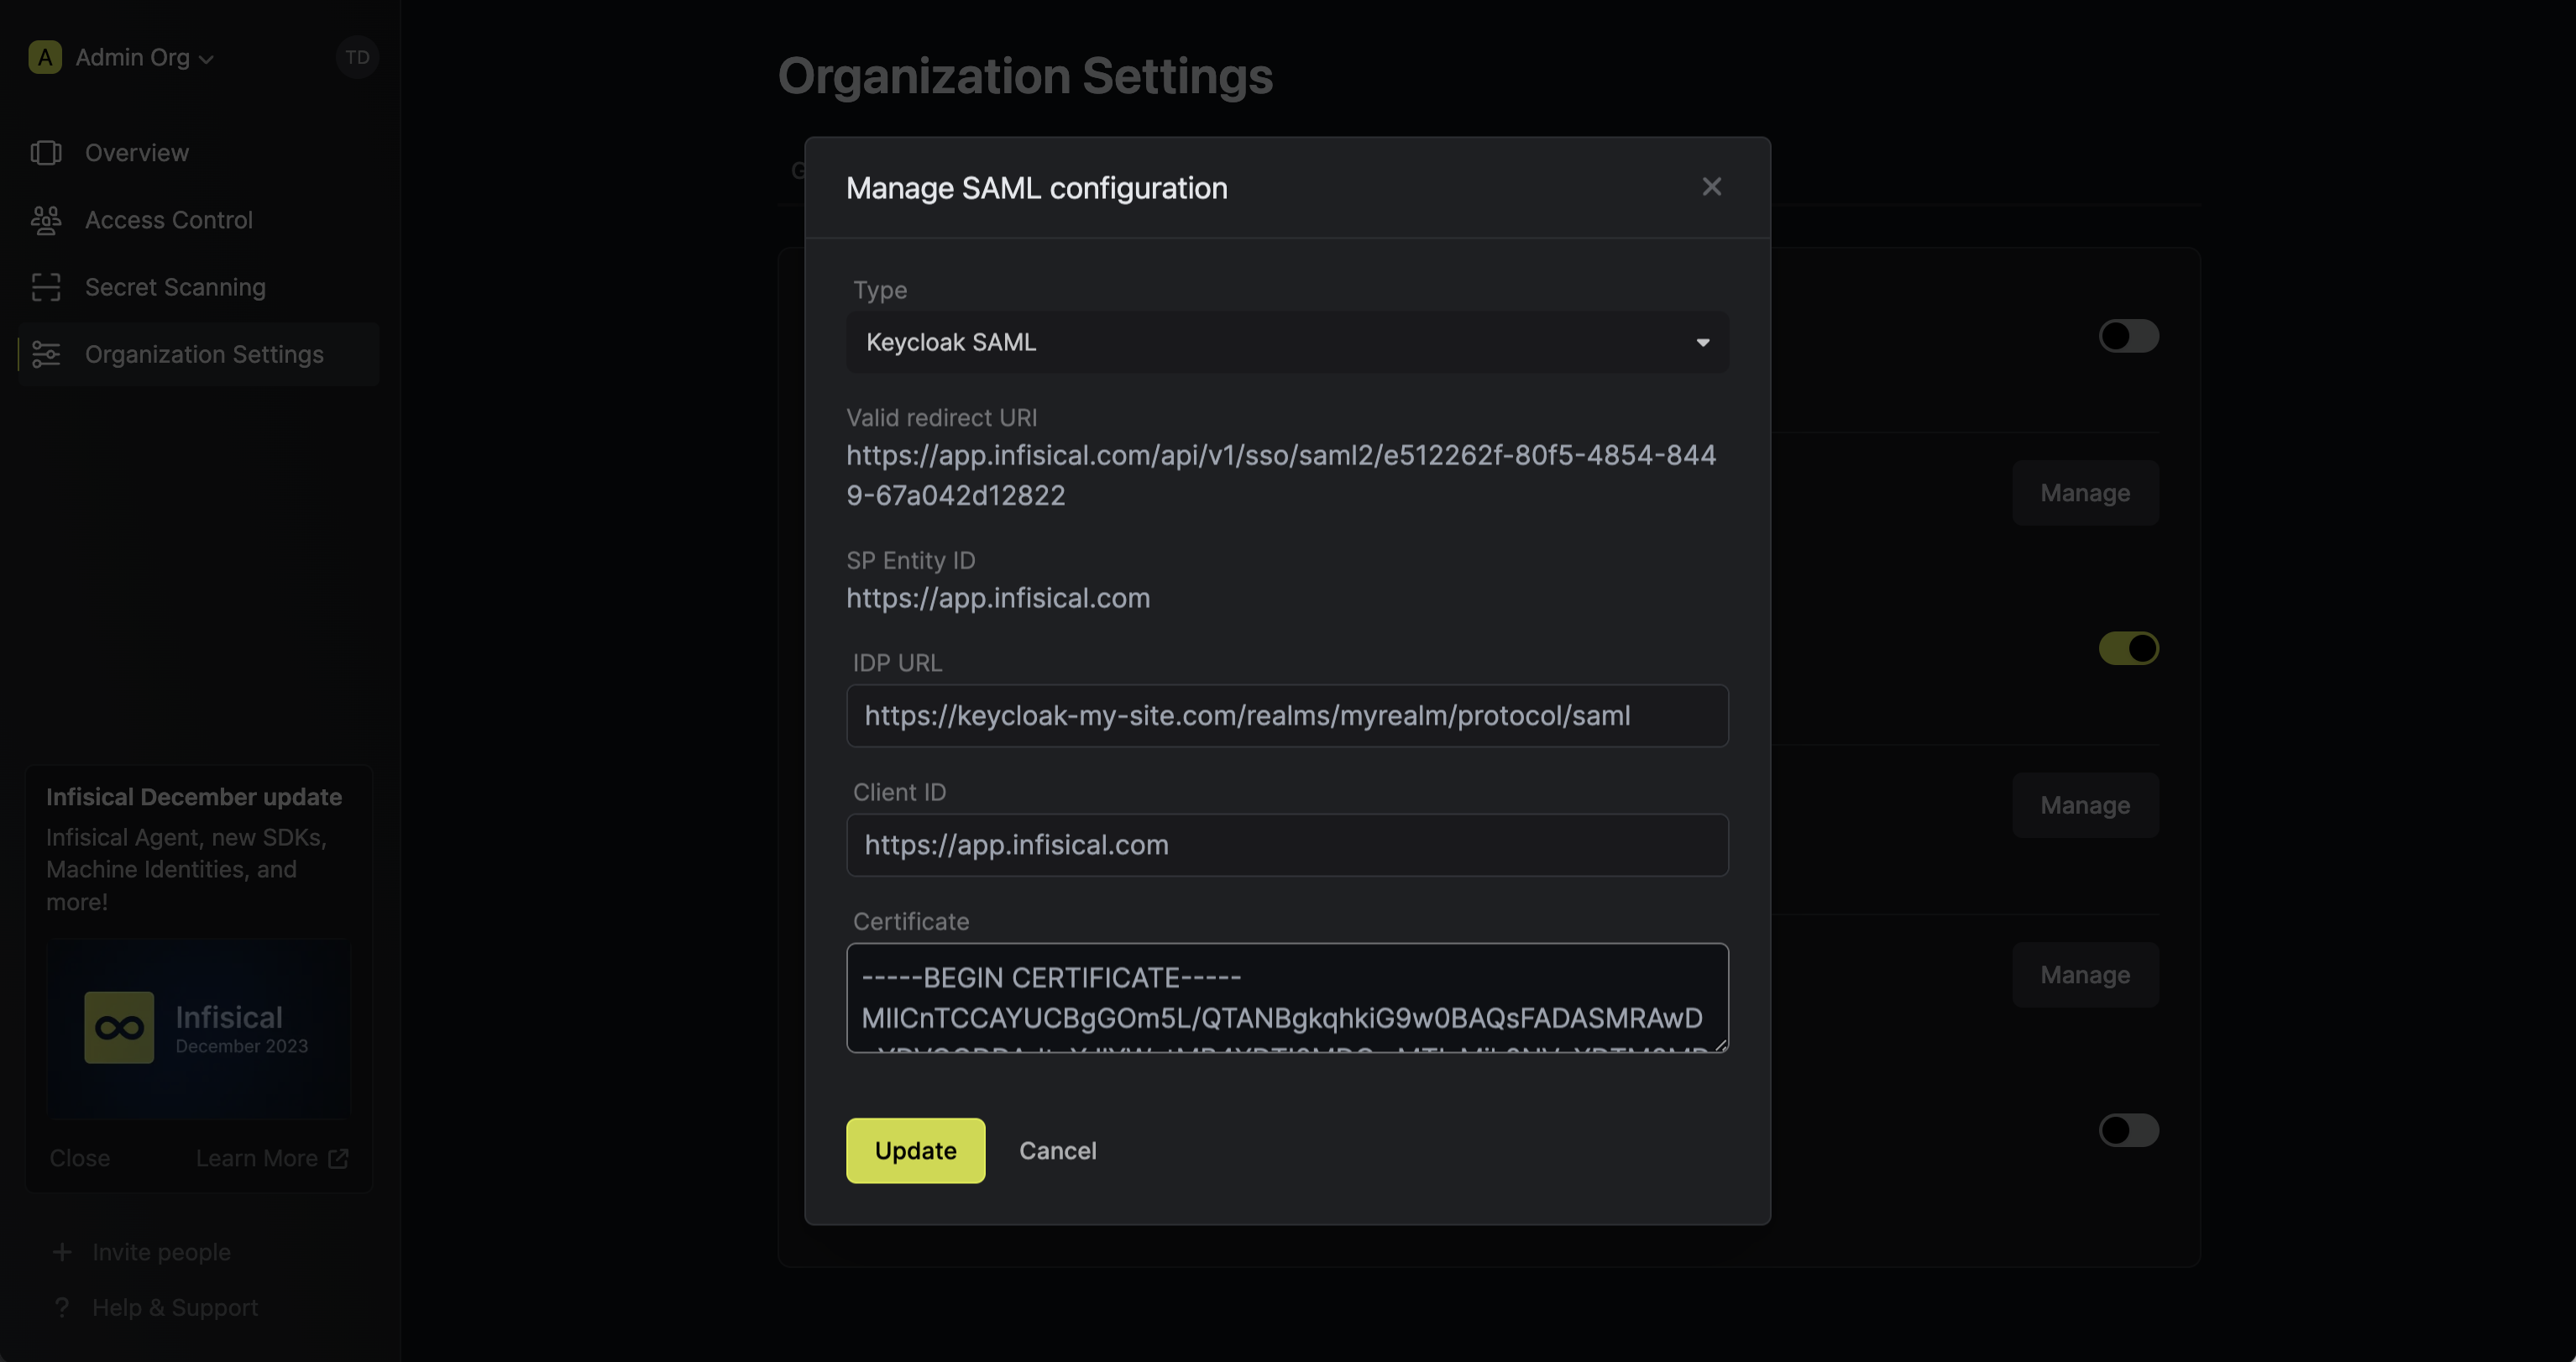 A Admin Org TD
Overview
Access Control
Secret Scanning
Organization Settings
Infisical December update
Infisical Agent, new SDKs,
Machine Identities, and
more!
Infisical
December 2023
Close Learn More
+ Invite people
? Help & Support
Organization Settings
Manage SAML configuration
Type
Keycloak SAML
Valid redirect URI
https://app.infisical.com/api/v1/sso/saml2/e512262f-80f5-4854-844
9-67a042d12822
SP Entity ID
https://app.infisical.com
IDP URL
https://keycloak-my-site.com/realms/myrealm/protocol/saml
Client ID
https://app.infisical.com
Certificate
-----BEGIN CERTIFICATE-----
MIICnTCCAYUCBgGOm5L/QTANBgkqhkiG9w0BAQsFADASMRAwD
Update Cancel
Manage
Manage
Manage